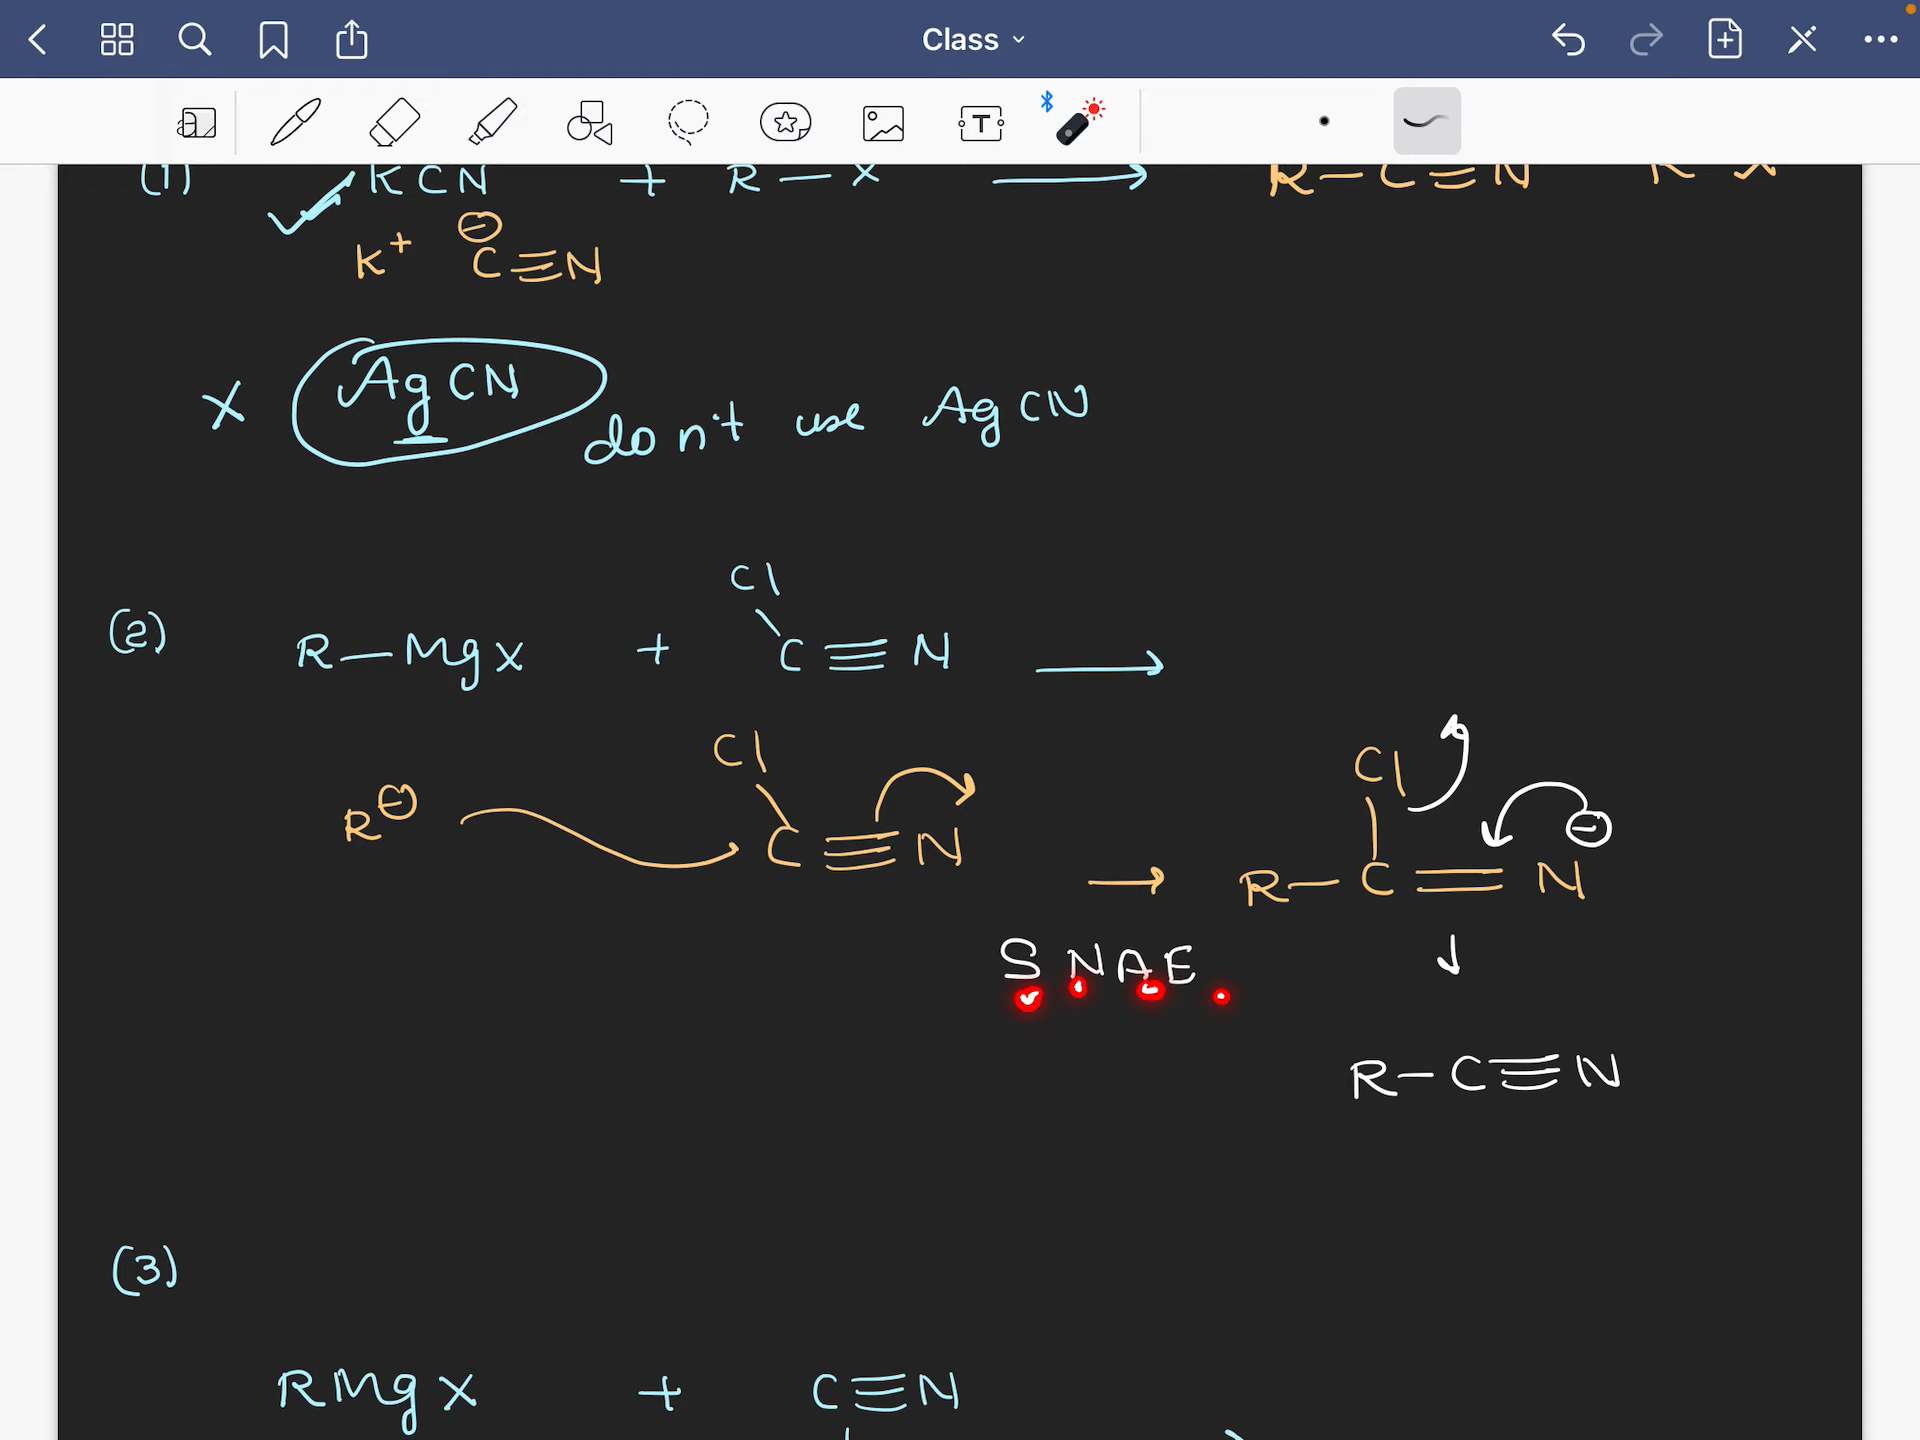 Class
(1) KCN + R—X ⟶ R—C≡N R X
K⁺ ⊖C≡N
X AgCN don't use AgCN
Cl
(2) R—MgX + C≡N ⟶
Cl Cl
R⊖ C≡N ⟶ R—C=N ⊖
SNAE ↓
R—C≡N
(3)
RMgX + C≡N